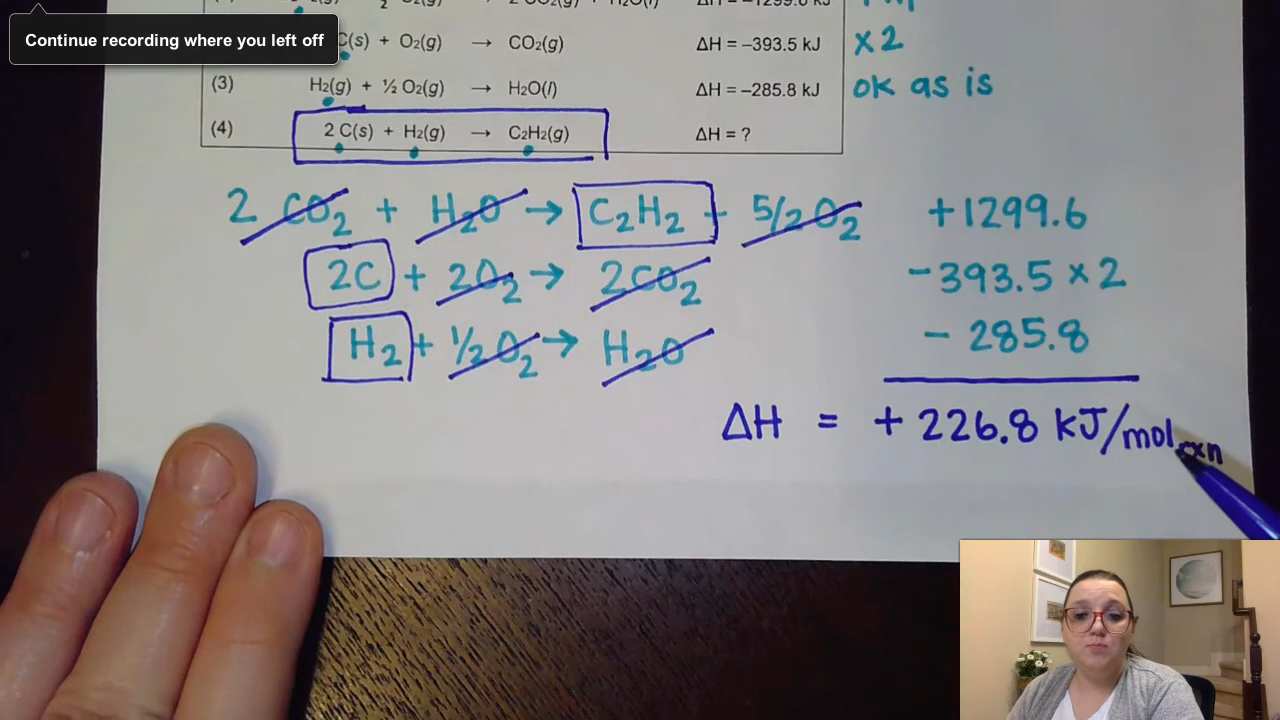 Continue recording where you left off
C(s) + O₂(g) → CO₂(g) ΔH = –393.5 kJ ×2
(3) H₂(g) + ½ O₂(g) → H₂O(l) ΔH = –285.8 kJ OK as is
(4) 2 C(s) + H₂(g) → C₂H₂(g) ΔH = ?
2 CO₂ + H₂O → C₂H₂ + 5/2 O₂ +1299.6
2C + 2O₂ → 2CO₂ -393.5 × 2
H₂ + ½O₂ → H₂O - 285.8
ΔH = + 226.8 kJ/mol rxn